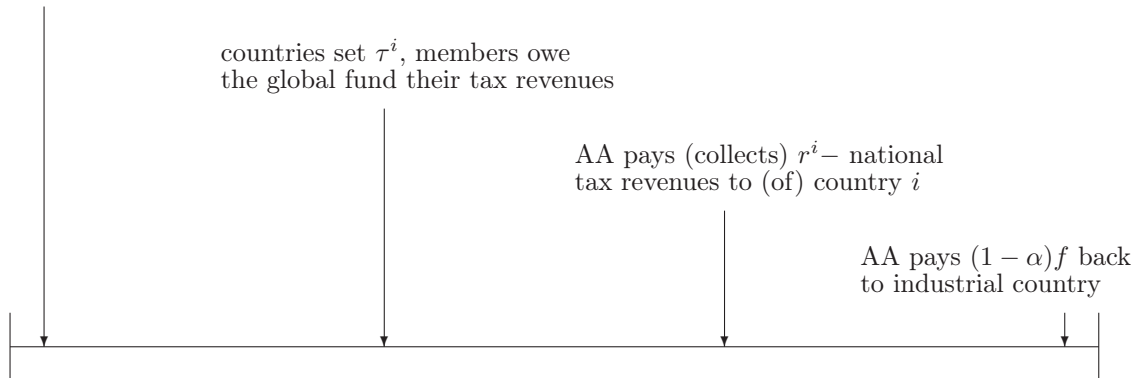 countries set τ^i, members owe
the global fund their tax revenues
AA pays (collects) r^i− national
tax revenues to (of) country i
AA pays (1 − α)f back
to industrial country